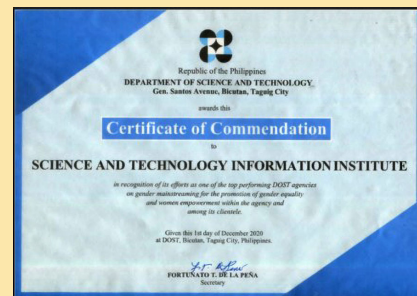 Republic of the Philippines
DEPARTMENT OF SCIENCE AND TECHNOLOGY
Gen. Santos Avenue, Bicutan, Taguig City
awards this
Certificate of Commendation
to
SCIENCE AND TECHNOLOGY INFORMATION INSTITUTE
in recognition of its efforts as one of the top performing DOST agencies
on gender mainstreaming for the promotion of gender equality
and women empowerment within the agency and
among its clientele.
Given this 1st day of December 2020
at DOST, Bicutan, Taguig City, Philippines.
FORTUNATO T. DE LA PEÑA
Secretary